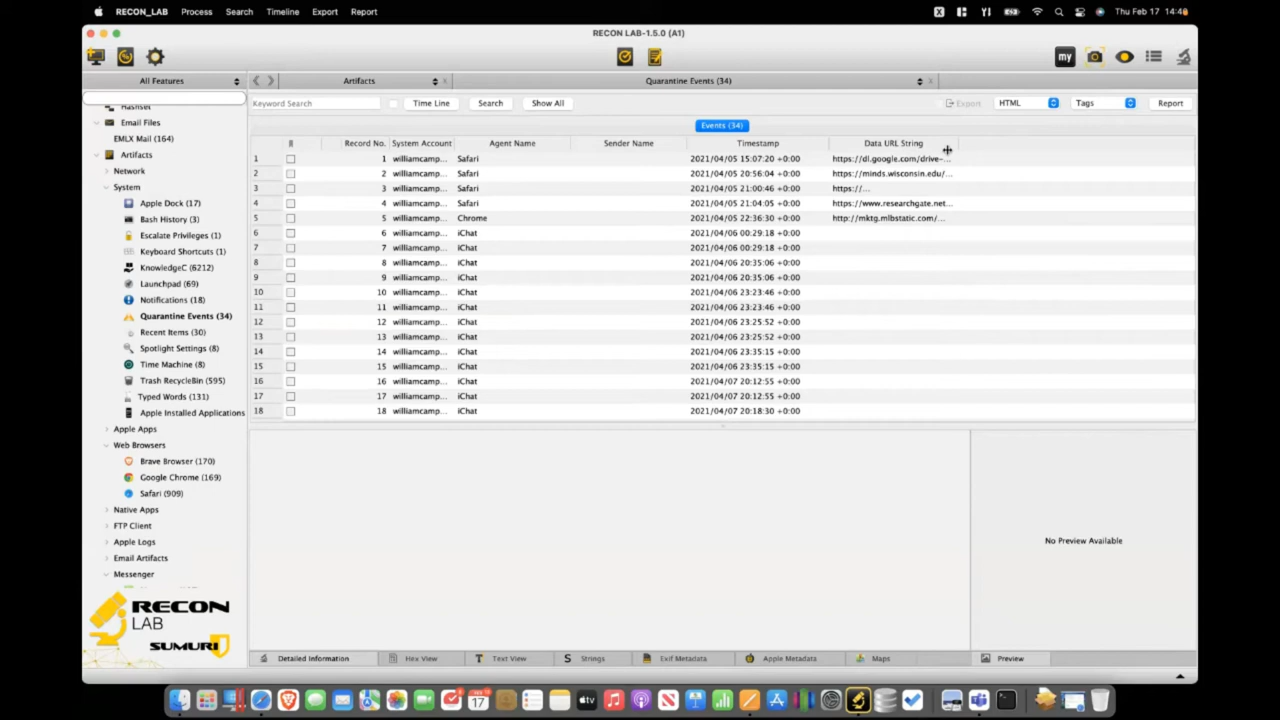 RECON_LAB Process Search Timeline Export Report Thu Feb 17
RECON LAB-1.5.0 (A1)
my
All Features Artifacts Quarantine Events (34)
Keyword Search Time Line Search Show All Export HTML Tags Report
Hashset
Email Files
EMLX Mail (164)
Artifacts
Network
System
Apple Dock (17)
Bash History (3)
Escalate Privileges (1)
Keyboard Shortcuts (1)
KnowledgeC (6212)
Launchpad (69)
Notifications (18)
Quarantine Events (34)
Recent Items (30)
Spotlight Settings (8)
Time Machine (8)
Trash RecycleBin (595)
Typed Words (131)
Apple Installed Applications
Apple Apps
Web Browsers
Brave Browser (170)
Google Chrome (169)
Safari (909)
Native Apps
FTP Client
Apple Logs
Email Artifacts
Messenger
RECON
LAB
SUMURI
Events (34)
Record No. System Account Agent Name Sender Name Timestamp Data URL String
1 1 williamcamp... Safari 2021/04/05 15:07:20 +0:00 https://dl.google.com/drive-...
2 2 williamcamp... Safari 2021/04/05 20:56:04 +0:00 https://minds.wisconsin.edu/...
3 3 williamcamp... Safari 2021/04/05 21:00:46 +0:00 https://...
4 4 williamcamp... Safari 2021/04/05 21:04:05 +0:00 https://www.researchgate.net...
5 5 williamcamp... Chrome 2021/04/05 22:36:30 +0:00 http://mktg.mlbstatic.com/...
6 6 williamcamp... iChat 2021/04/06 00:29:18 +0:00
7 7 williamcamp... iChat 2021/04/06 00:29:18 +0:00
8 8 williamcamp... iChat 2021/04/06 20:35:06 +0:00
9 9 williamcamp... iChat 2021/04/06 20:35:06 +0:00
10 10 williamcamp... iChat 2021/04/06 23:23:46 +0:00
11 11 williamcamp... iChat 2021/04/06 23:23:46 +0:00
12 12 williamcamp... iChat 2021/04/06 23:25:52 +0:00
13 13 williamcamp... iChat 2021/04/06 23:25:52 +0:00
14 14 williamcamp... iChat 2021/04/06 23:35:15 +0:00
15 15 williamcamp... iChat 2021/04/06 23:35:15 +0:00
16 16 williamcamp... iChat 2021/04/07 20:12:55 +0:00
17 17 williamcamp... iChat 2021/04/07 20:12:55 +0:00
18 18 williamcamp... iChat 2021/04/07 20:18:30 +0:00
No Preview Available
Detailed Information Hex View Text View Strings Exif Metadata Apple Metadata Maps Preview
17